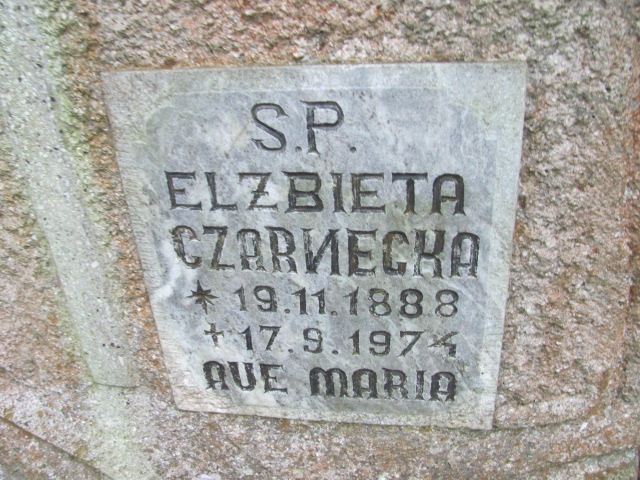 S.P.
ELZBIETA
CZARNECKA
* 19.11.1888
+ 17.9.1974
AVE MARIA